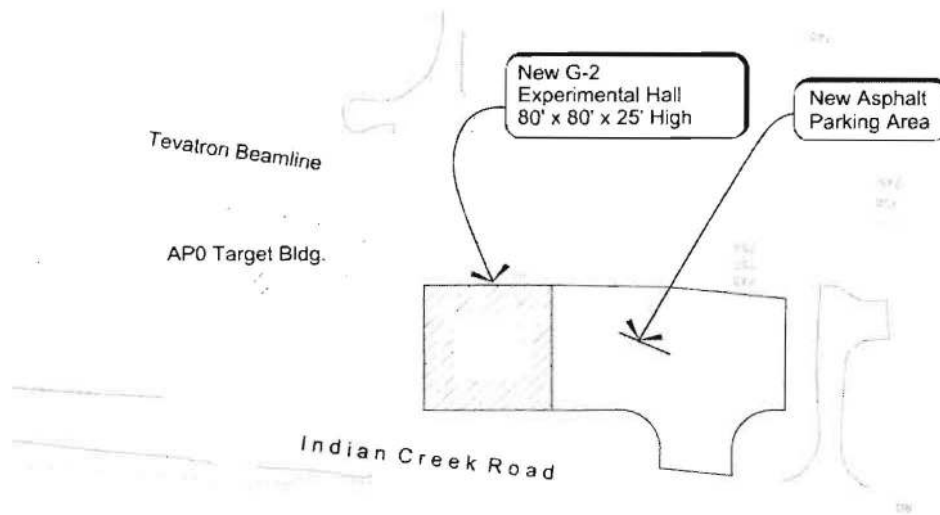 New G-2
Experimental Hall
80' x 80' x 25' High
New Asphalt
Parking Area
Tevatron Beamline
AP0 Target Bldg.
Indian Creek Road